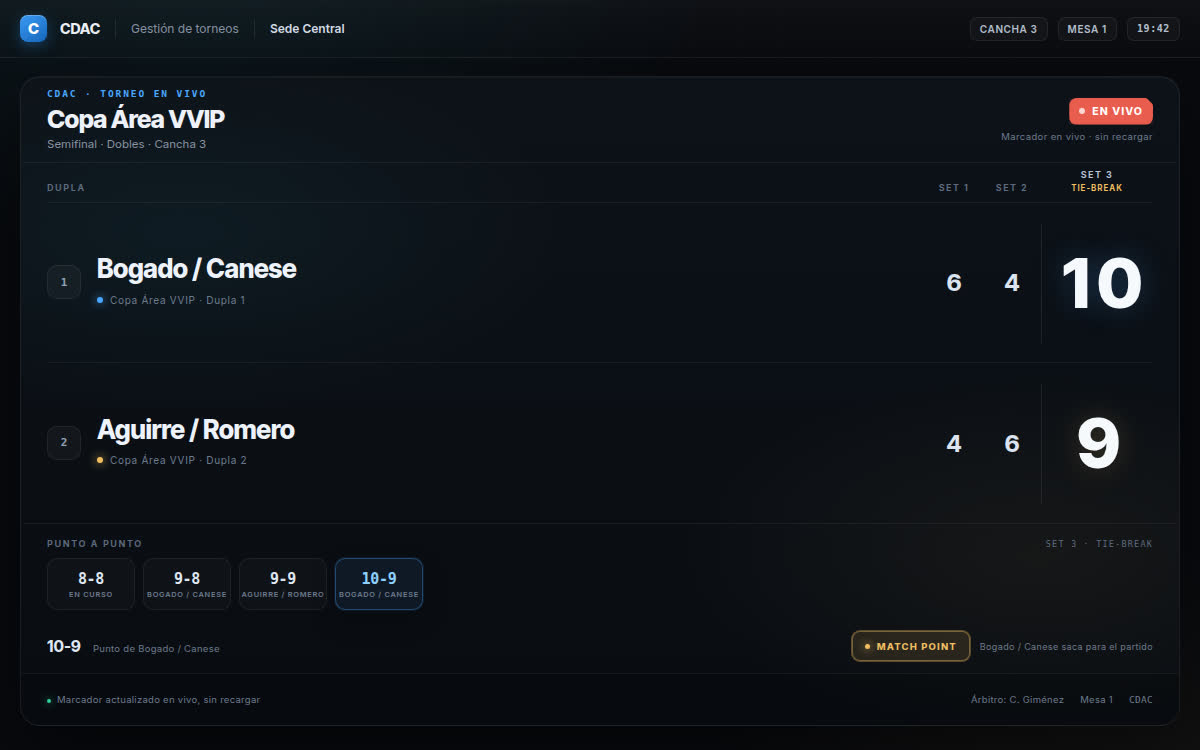 C CDAC Gestión de torneos Sede Central CANCHA 3 MESA 1 19:42
CDAC · TORNEO EN VIVO
Copa Área VVIP
Semifinal · Dobles · Cancha 3
EN VIVO
Marcador en vivo · sin recargar
DUPLA SET 1 SET 2 SET 3
TIE-BREAK
1 Bogado / Canese 6 4 10
Copa Área VVIP · Dupla 1
2 Aguirre / Romero 4 6 9
Copa Área VVIP · Dupla 2
PUNTO A PUNTO SET 3 · TIE-BREAK
8-8 9-8 9-9 10-9
EN CURSO BOGADO / CANESE AGUIRRE / ROMERO BOGADO / CANESE
10-9 Punto de Bogado / Canese MATCH POINT Bogado / Canese saca para el partido
Marcador actualizado en vivo, sin recargar Árbitro: C. Giménez Mesa 1 CDAC